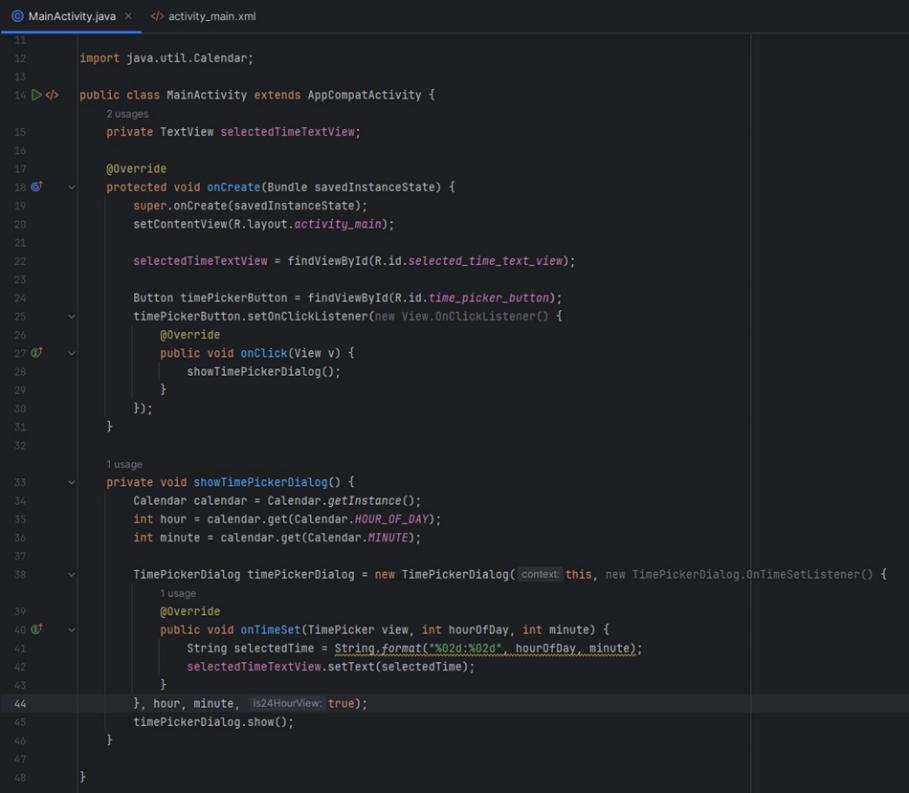 MainActivity.java × </> activity_main.xml
11
12 import java.util.Calendar;
13
14 </> public class MainActivity extends AppCompatActivity {
2 usages
15 private TextView selectedTimeTextView;
16
17 @Override
18 protected void onCreate(Bundle savedInstanceState) {
19 super.onCreate(savedInstanceState);
20 setContentView(R.layout.activity_main);
21
22 selectedTimeTextView = findViewById(R.id.selected_time_text_view);
23
24 Button timePickerButton = findViewById(R.id.time_picker_button);
25 timePickerButton.setOnClickListener(new View.OnClickListener() {
26 @Override
27 public void onClick(View v) {
28 showTimePickerDialog();
29 }
30 });
31 }
32
1 usage
33 private void showTimePickerDialog() {
34 Calendar calendar = Calendar.getInstance();
35 int hour = calendar.get(Calendar.HOUR_OF_DAY);
36 int minute = calendar.get(Calendar.MINUTE);
37
38 TimePickerDialog timePickerDialog = new TimePickerDialog( context: this, new TimePickerDialog.OnTimeSetListener() {
1 usage
39 @Override
40 public void onTimeSet(TimePicker view, int hourOfDay, int minute) {
41 String selectedTime = String.format("%02d:%02d", hourOfDay, minute);
42 selectedTimeTextView.setText(selectedTime);
43 }
44 }, hour, minute, is24HourView: true);
45 timePickerDialog.show();
46 }
47
48 }